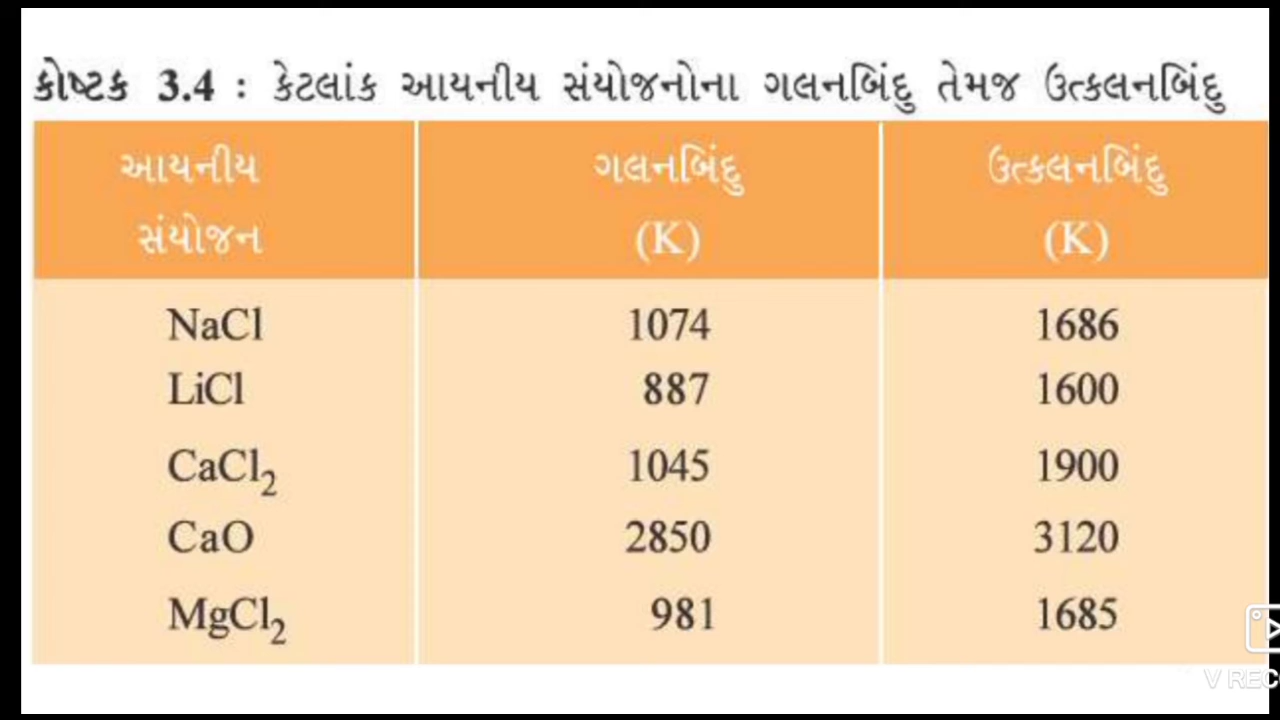 કોષ્ટક 3.4 : કેટલાંક આયનીય સંયોજનોના ગલનબિંદુ તેમજ ઉત્કલનબિંદુ
આયનીય સંયોજન ગલનબિંદુ (K) ઉત્કલનબિંદુ (K)
NaCl 1074 1686
LiCl 887 1600
CaCl₂ 1045 1900
CaO 2850 3120
MgCl₂ 981 1685
V REC